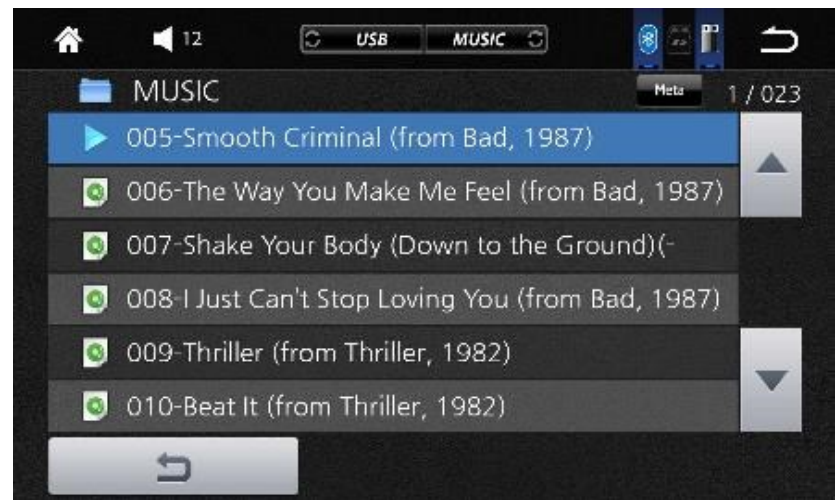 12 USB MUSIC
MUSIC Meta 1 / 023
005-Smooth Criminal (from Bad, 1987)
006-The Way You Make Me Feel (from Bad, 1987)
007-Shake Your Body (Down to the Ground)(-
008-I Just Can't Stop Loving You (from Bad, 1987)
009-Thriller (from Thriller, 1982)
010-Beat It (from Thriller, 1982)